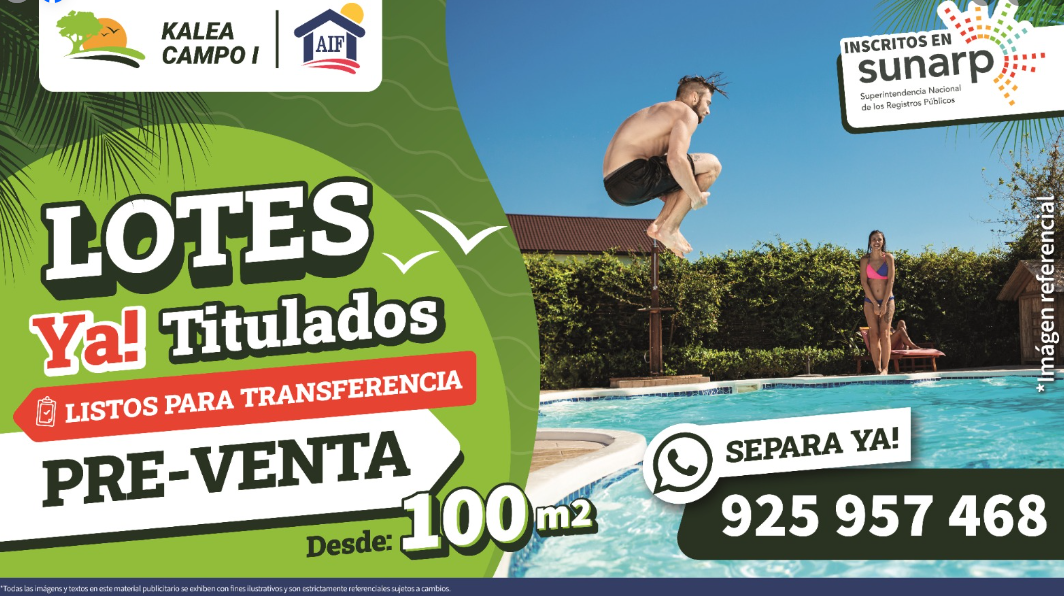 KALEA
CAMPO I
AIF
INSCRITOS EN
sunarp
Superintendencia Nacional
de los Registros Públicos
LOTES
Ya! Titulados
LISTOS PARA TRANSFERENCIA
PRE-VENTA
Desde: 100 m2
SEPARA YA!
925 957 468
*Imágen referencial
*Todas las imágens y textos en este material publicitario se exhiben con fines ilustrativos y son estrictamente referenciales sujetos a cambios.